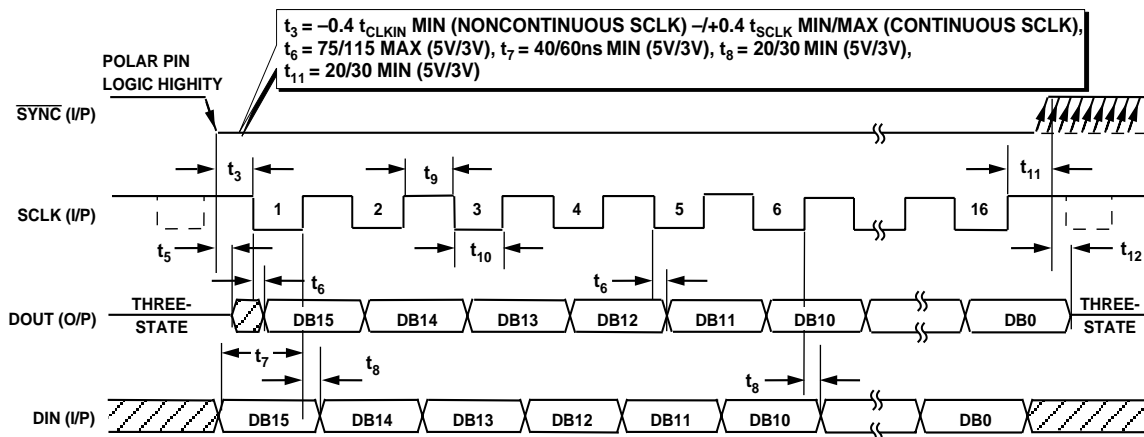 t3 = –0.4 tCLKIN MIN (NONCONTINUOUS SCLK) –/+0.4 tSCLK MIN/MAX (CONTINUOUS SCLK),
t6 = 75/115 MAX (5V/3V), t7 = 40/60ns MIN (5V/3V), t8 = 20/30 MIN (5V/3V),
t11 = 20/30 MIN (5V/3V)
POLAR PIN
LOGIC HIGHITY
SYNC (I/P)
t3 t9 t11
SCLK (I/P) 1 2 3 4 5 6 16
t5 t10 t12
t6 t6
DOUT (O/P) THREE-STATE DB15 DB14 DB13 DB12 DB11 DB10 DB0 THREE-STATE
t7 t8 t8
DIN (I/P) DB15 DB14 DB13 DB12 DB11 DB10 DB0